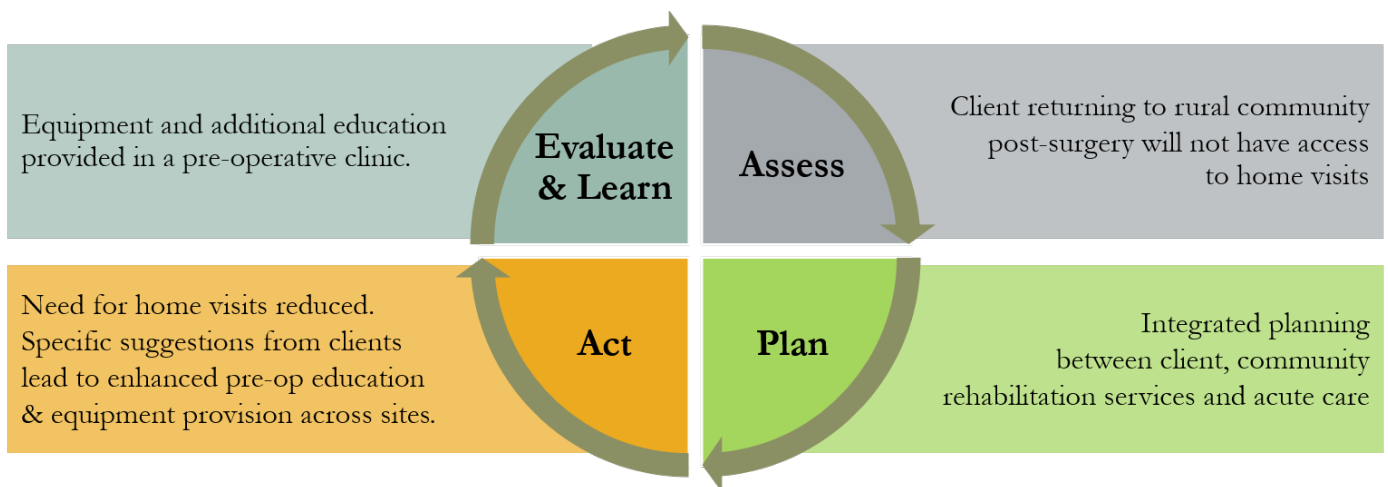 Equipment and additional education
provided in a pre-operative clinic.
Evaluate
& Learn
Assess
Client returning to rural community
post-surgery will not have access
to home visits
Need for home visits reduced.
Specific suggestions from clients
lead to enhanced pre-op education
& equipment provision across sites.
Act
Plan
Integrated planning
between client, community
rehabilitation services and acute care